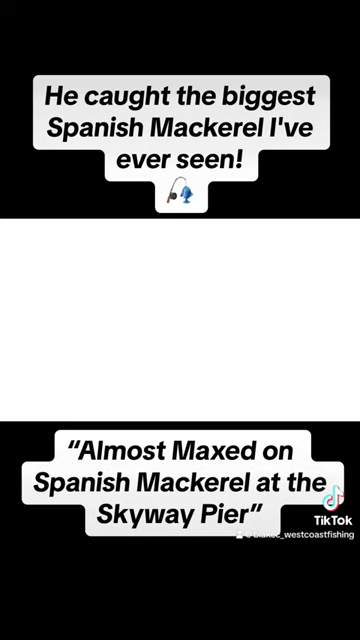 He caught the biggest
Spanish Mackerel I've
ever seen!
“Almost Maxed on
Spanish Mackerel at the
Skyway Pier”
TikTok